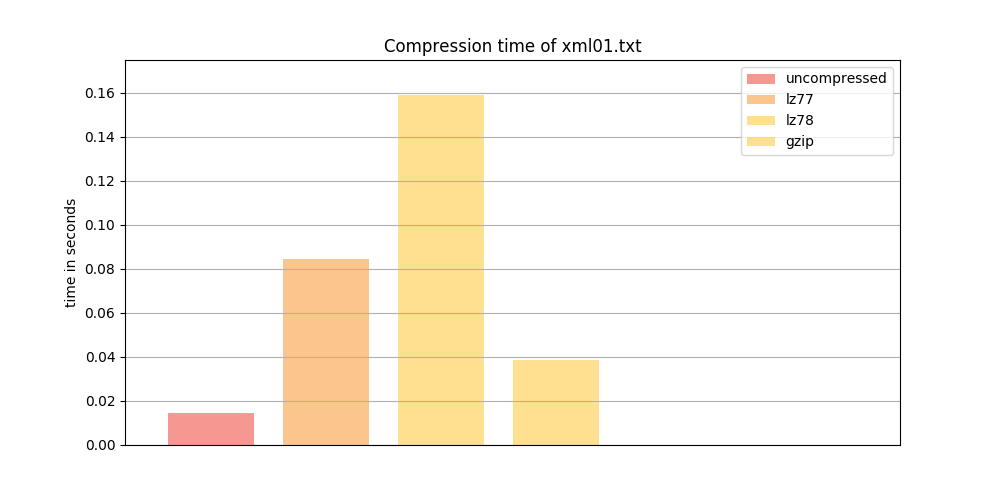 Compression time of xml01.txt
uncompressed
lz77
lz78
gzip
time in seconds
0.16
0.14
0.12
0.10
0.08
0.06
0.04
0.02
0.00